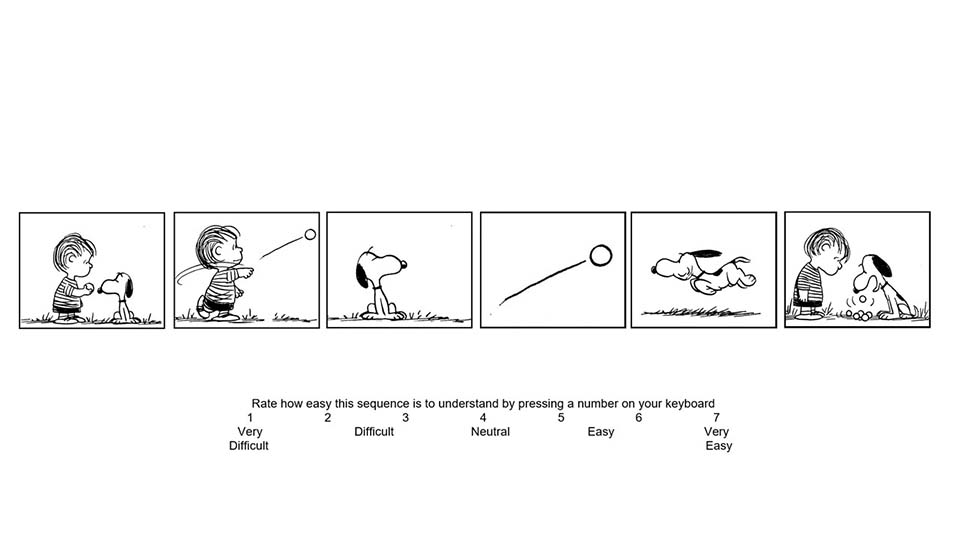 Rate how easy this sequence is to understand by pressing a number on your keyboard
1 2 3 4 5 6 7
Very Difficult Neutral Easy Very
Difficult Easy